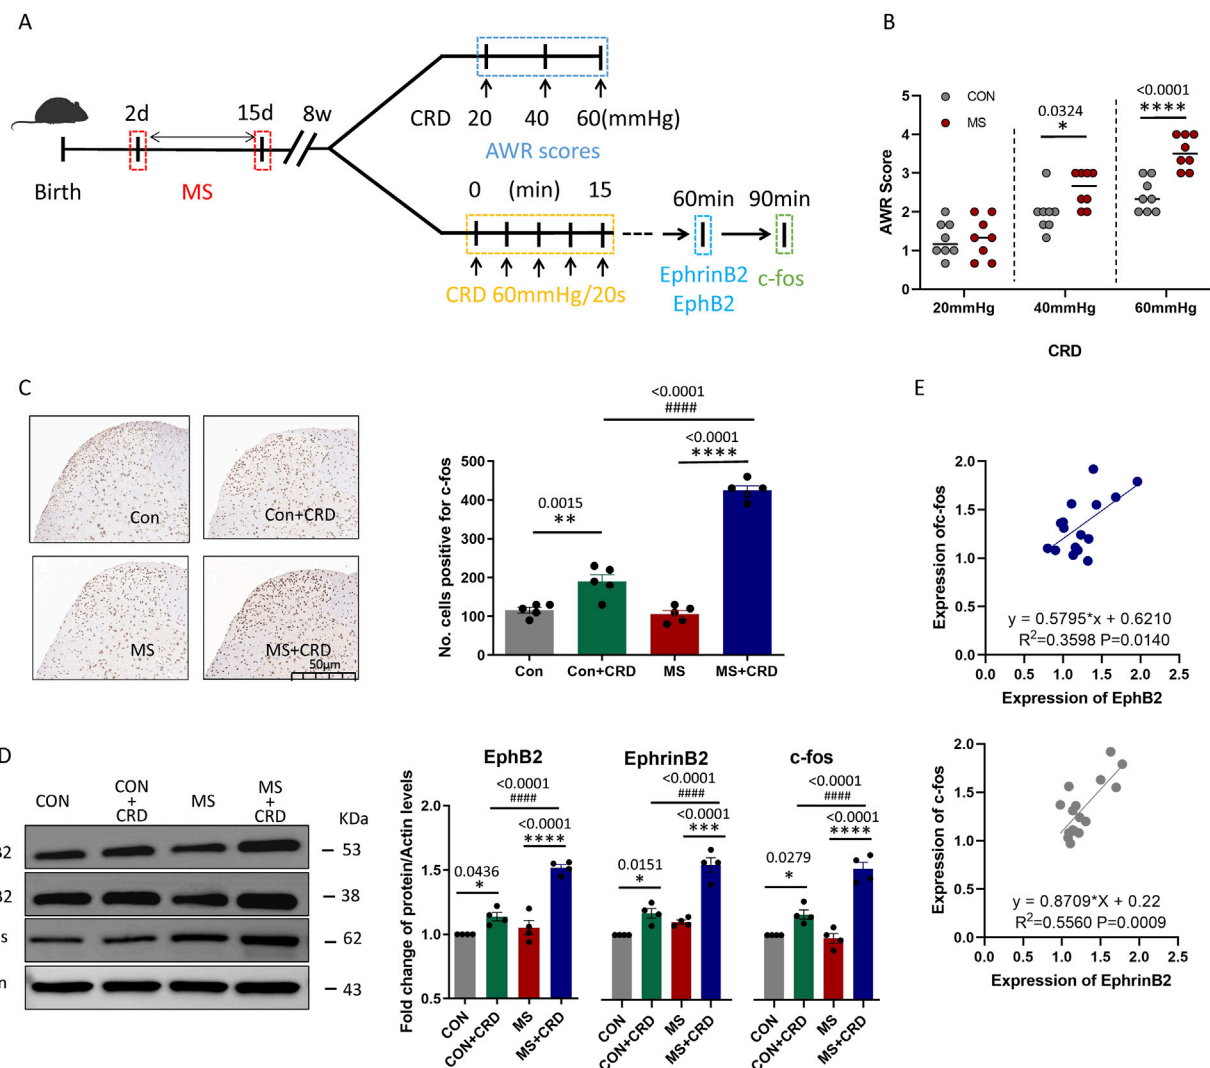 A
2d
15d
8w
Birth
MS
CRD 20 40 60(mmHg)
AWR scores
0 (min) 15
60min
90min
CRD 60mmHg/20s
EphrinB2
EphB2
c-fos
B
AWR Score
5
4
3
2
1
0
CON
MS
0.0324
*
<0.0001
****
20mmHg
40mmHg
60mmHg
CRD
C
Con
Con+CRD
MS
MS+CRD
50μm
No. cells positive for c-fos
500
400
300
200
100
0
0.0015
**
<0.0001
####
<0.0001
****
Con
Con+CRD
MS
MS+CRD
D
CON
CON
+
CRD
MS
MS
+
CRD
KDa
B2
53
B2
38
s
62
n
43
Fold change of protein/Actin levels
2.0
1.5
1.0
0.5
EphB2
<0.0001
####
<0.0001
****
0.0436
*
CON
CON+CRD
MS
MS+CRD
EphrinB2
<0.0001
####
<0.0001
***
0.0151
*
CON
CON+CRD
MS
MS+CRD
c-fos
<0.0001
####
<0.0001
****
0.0279
*
CON
CON+CRD
MS
MS+CRD
E
Expression ofc-fos
2.0
1.5
1.0
0.5
0.0
y = 0.5795*x + 0.6210
R²=0.3598 P=0.0140
0.0 0.5 1.0 1.5 2.0 2.5
Expression of EphB2
Expression of c-fos
2.0
1.5
1.0
0.5
0.0
y = 0.8709*X + 0.22
R²=0.5560 P=0.0009
0.0 0.5 1.0 1.5 2.0 2.5
Expression of EphrinB2